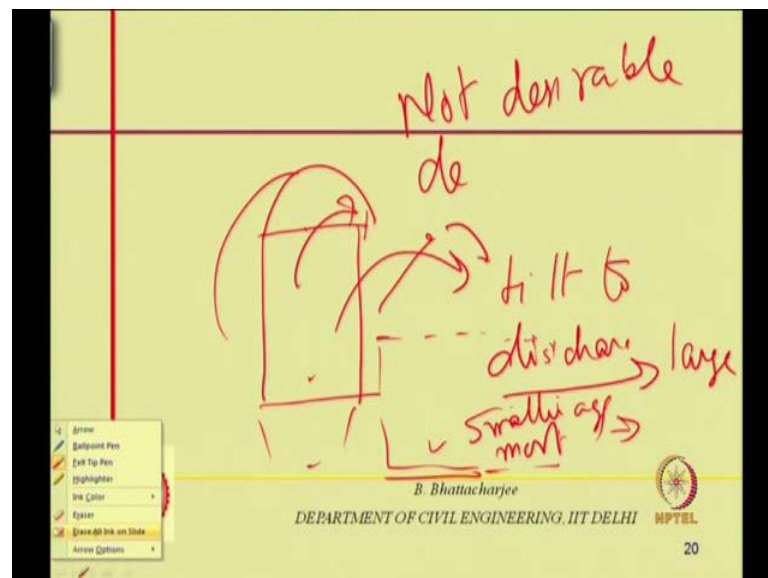 Not desirable
de
tilt to
discharge large
Smaller agg
mort
Arrow
Ballpoint Pen
Felt Tip Pen
Highlighter
Ink Color
Eraser
Erase All Ink on Slide
Arrow Options
B. Bhattacharjee
DEPARTMENT OF CIVIL ENGINEERING, IIT DELHI
NPTEL
20